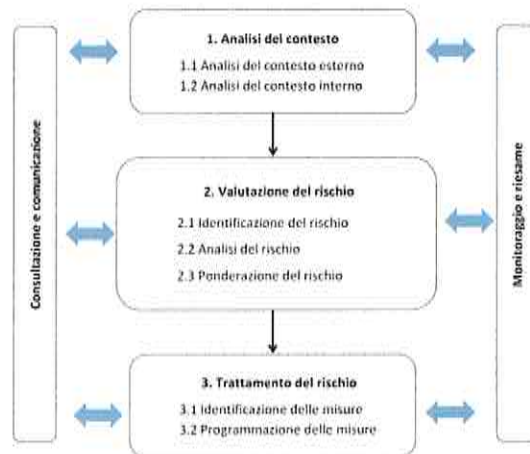 1. Analisi del contesto
1.1 Analisi del contesto esterno
1.2 Analisi del contesto interno
2. Valutazione del rischio
2.1 Identificazione del rischio
2.2 Analisi del rischio
2.3 Ponderazione del rischio
3. Trattamento del rischio
3.1 Identificazione delle misure
3.2 Programmazione delle misure
Consultazione e comunicazione
Monitoraggio e riesame